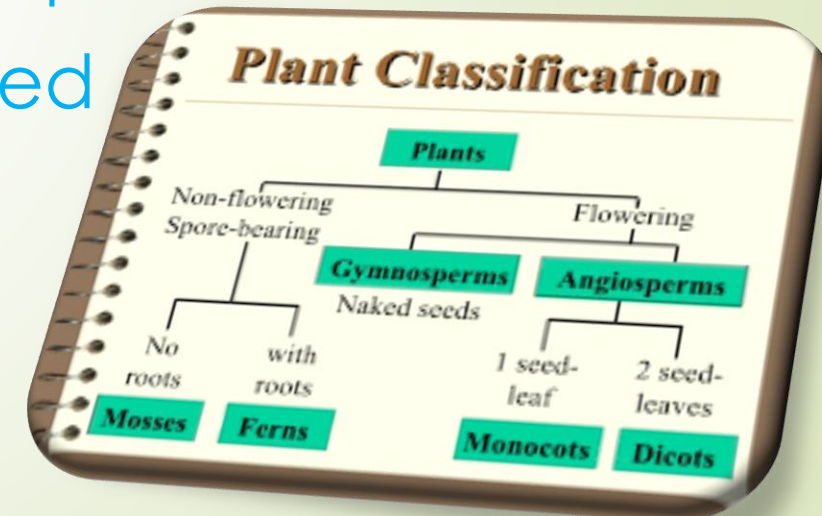 ed
Plant Classification
Plants
Non-flowering
Spore-bearing
Flowering
Gymnosperms
Naked seeds
Angiosperms
No
roots
with
roots
1 seed-
leaf
2 seed-
leaves
Mosses
Ferns
Monocots
Dicots